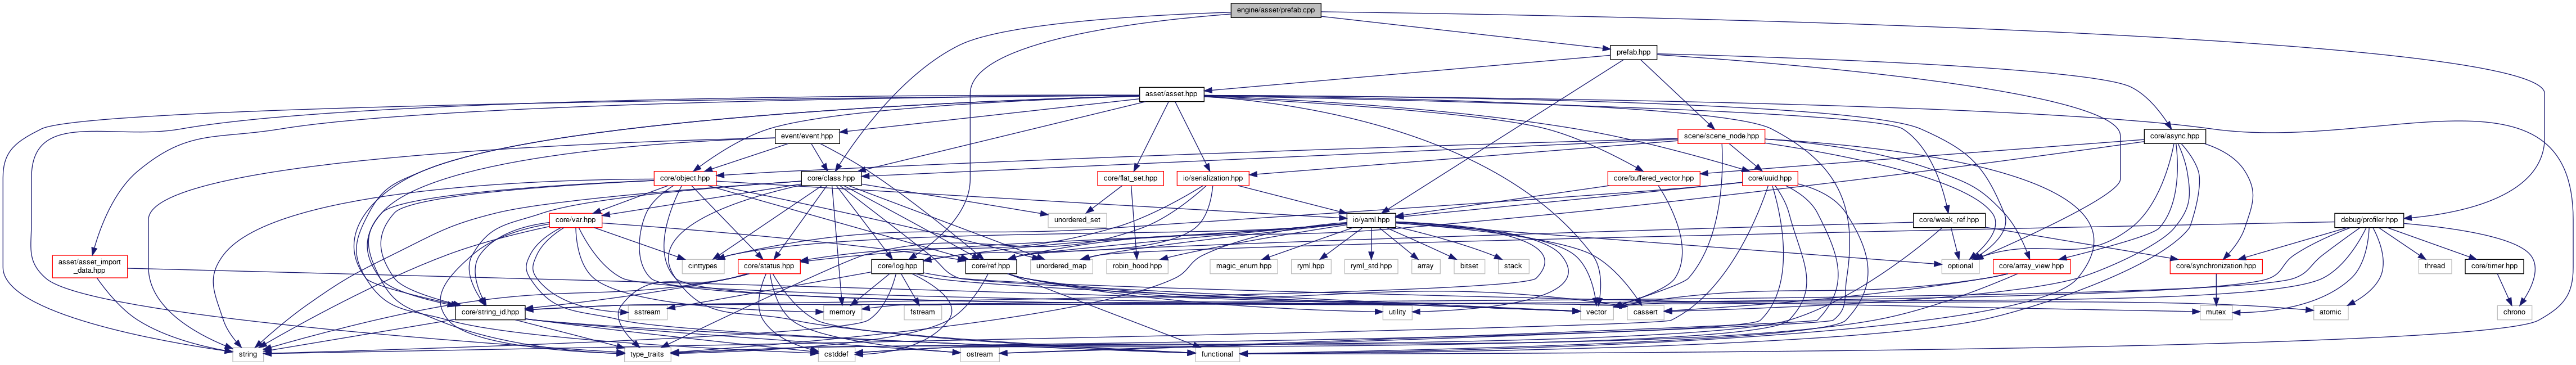 engine/asset/prefab.cpp
prefab.hpp
asset/asset.hpp
event/event.hpp
scene/scene_node.hpp
core/async.hpp
core/object.hpp
core/class.hpp
core/flat_set.hpp
io/serialization.hpp
core/buffered_vector.hpp
core/uuid.hpp
core/var.hpp
unordered_set
io/yaml.hpp
core/weak_ref.hpp
debug/profiler.hpp
asset/asset_import
_data.hpp
cinttypes
core/status.hpp
core/log.hpp
core/ref.hpp
unordered_map
robin_hood.hpp
magic_enum.hpp
ryml.hpp
ryml_std.hpp
array
bitset
stack
optional
core/array_view.hpp
core/synchronization.hpp
thread
core/timer.hpp
core/string_id.hpp
sstream
memory
fstream
utility
vector
cassert
mutex
atomic
chrono
string
type_traits
cstddef
ostream
functional